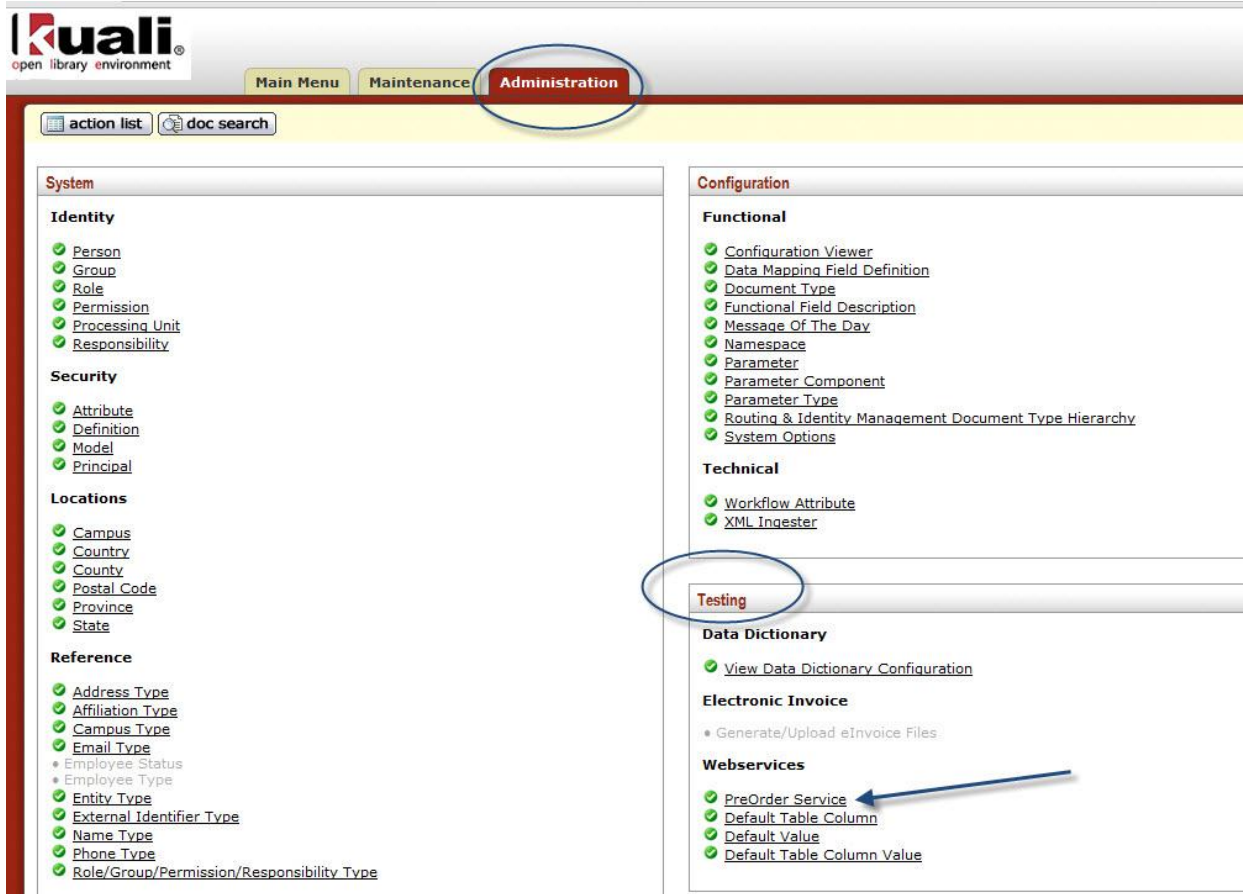 kuali®
open library environment
Main Menu Maintenance Administration
action list doc search
System
Identity
Person
Group
Role
Permission
Processing Unit
Responsibility
Security
Attribute
Definition
Model
Principal
Locations
Campus
Country
County
Postal Code
Province
State
Reference
Address Type
Affiliation Type
Campus Type
Email Type
Employee Status
Employee Type
Entity Type
External Identifier Type
Name Type
Phone Type
Role/Group/Permission/Responsibility Type
Configuration
Functional
Configuration Viewer
Data Mapping Field Definition
Document Type
Functional Field Description
Message Of The Day
Namespace
Parameter
Parameter Component
Parameter Type
Routing & Identity Management Document Type Hierarchy
System Options
Technical
Workflow Attribute
XML Ingester
Testing
Data Dictionary
View Data Dictionary Configuration
Electronic Invoice
Generate/Upload eInvoice Files
Webservices
PreOrder Service
Default Table Column
Default Value
Default Table Column Value